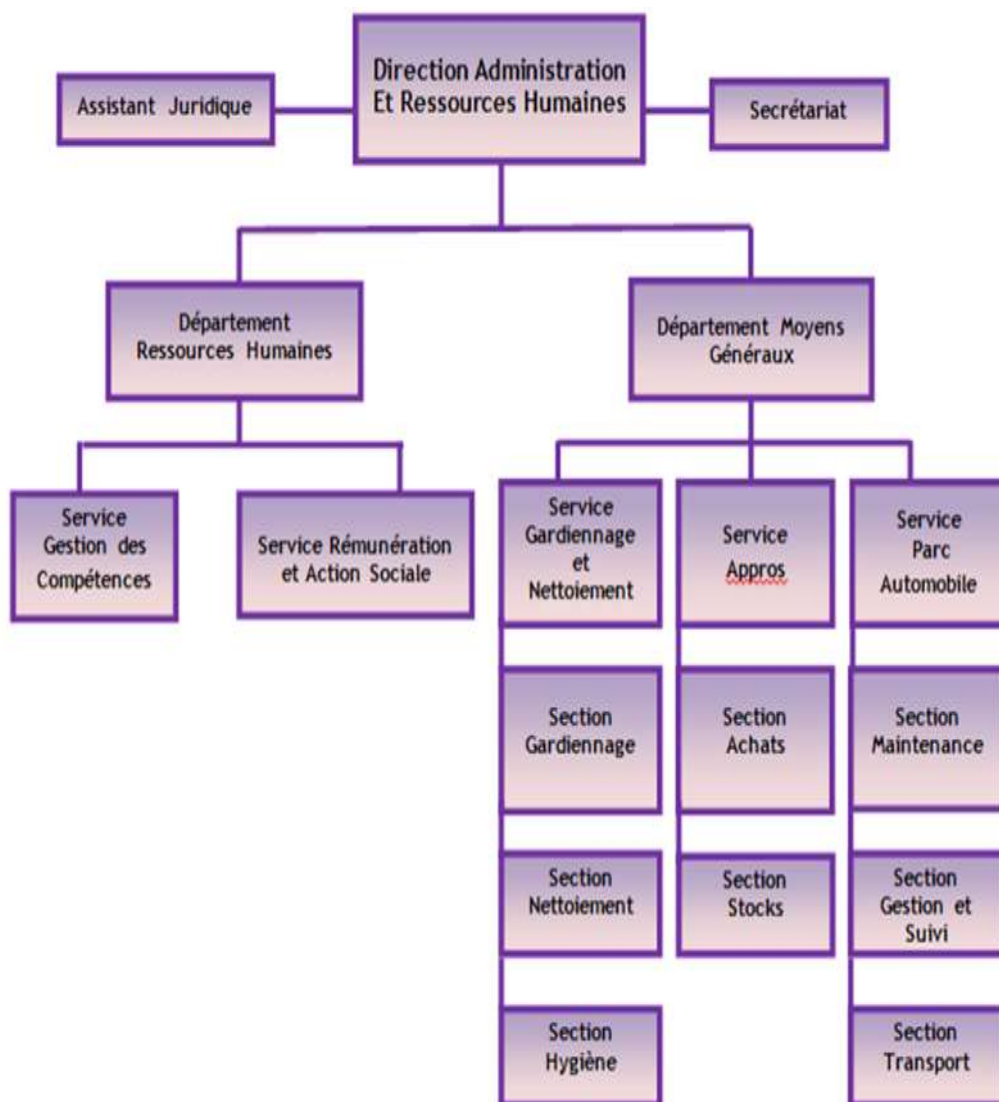 Direction Administration
Et Ressources Humaines
Assistant Juridique
Secrétariat
Département
Ressources Humaines
Département Moyens
Généraux
Service
Gestion des
Compétences
Service Rémunération
et Action Sociale
Service
Gardiennage
et
Nettoiement
Service
Appros
Service
Parc
Automobile
Section
Gardiennage
Section
Achats
Section
Maintenance
Section
Nettoiement
Section
Stocks
Section
Gestion et
Suivi
Section
Hygiène
Section
Transport